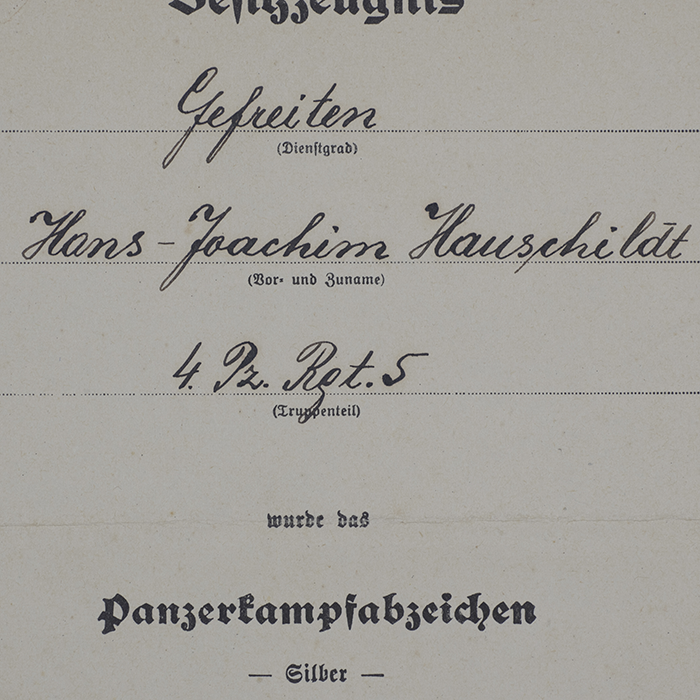 Besitzzeugnis
Gefreiten
(Dienstgrad)
Hans-Joachim Hauschildt
(Vor- und Zuname)
4. Pz. Rgt. 5
(Truppenteil)
wurde das
Panzerkampfabzeichen
— Silber —